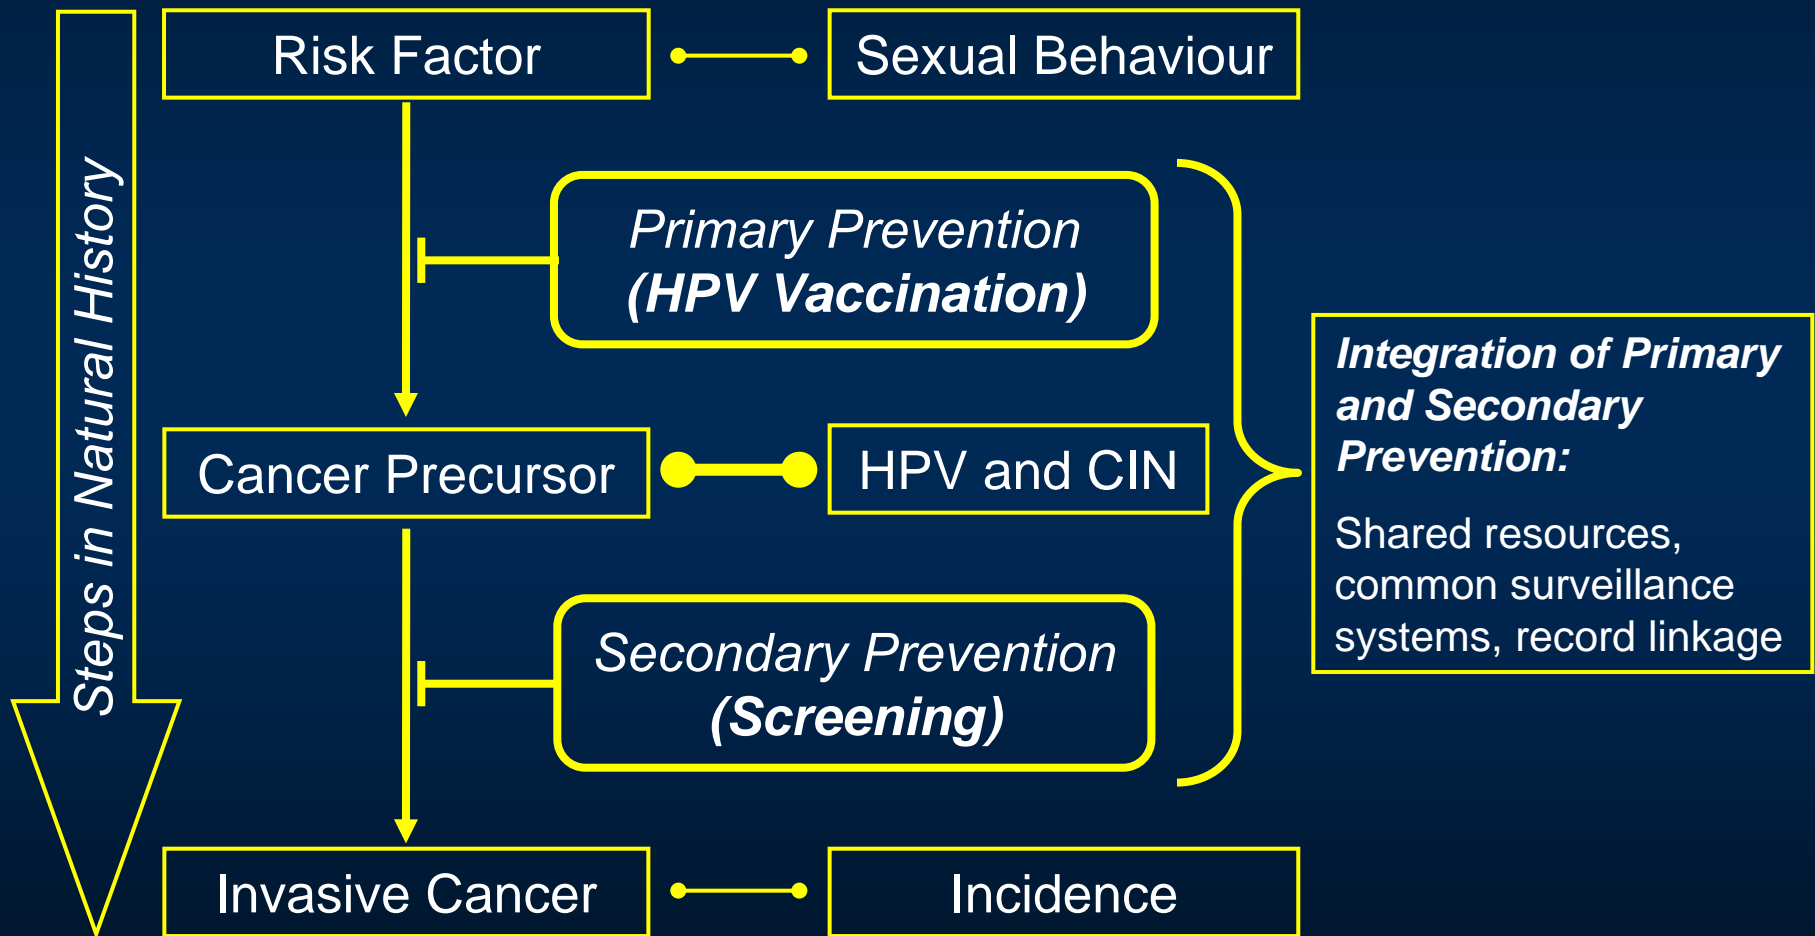 Steps in Natural History
Risk Factor
Sexual Behaviour
Primary Prevention
(HPV Vaccination)
Cancer Precursor
HPV and CIN
Secondary Prevention
(Screening)
Invasive Cancer
Incidence
Integration of Primary
and Secondary
Prevention:
Shared resources,
common surveillance
systems, record linkage